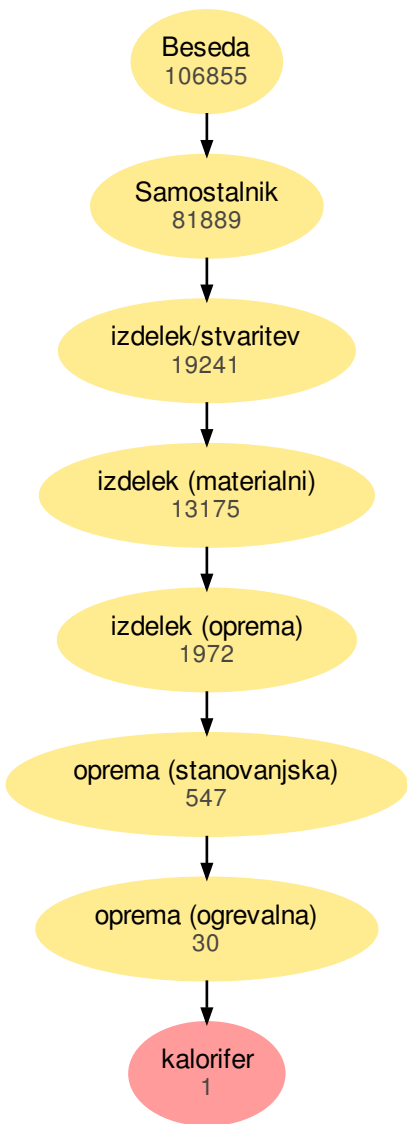 Beseda
106855
Samostalnik
81889
izdelek/stvaritev
19241
izdelek (materialni)
13175
izdelek (oprema)
1972
oprema (stanovanjska)
547
oprema (ogrevalna)
30
kalorifer
1